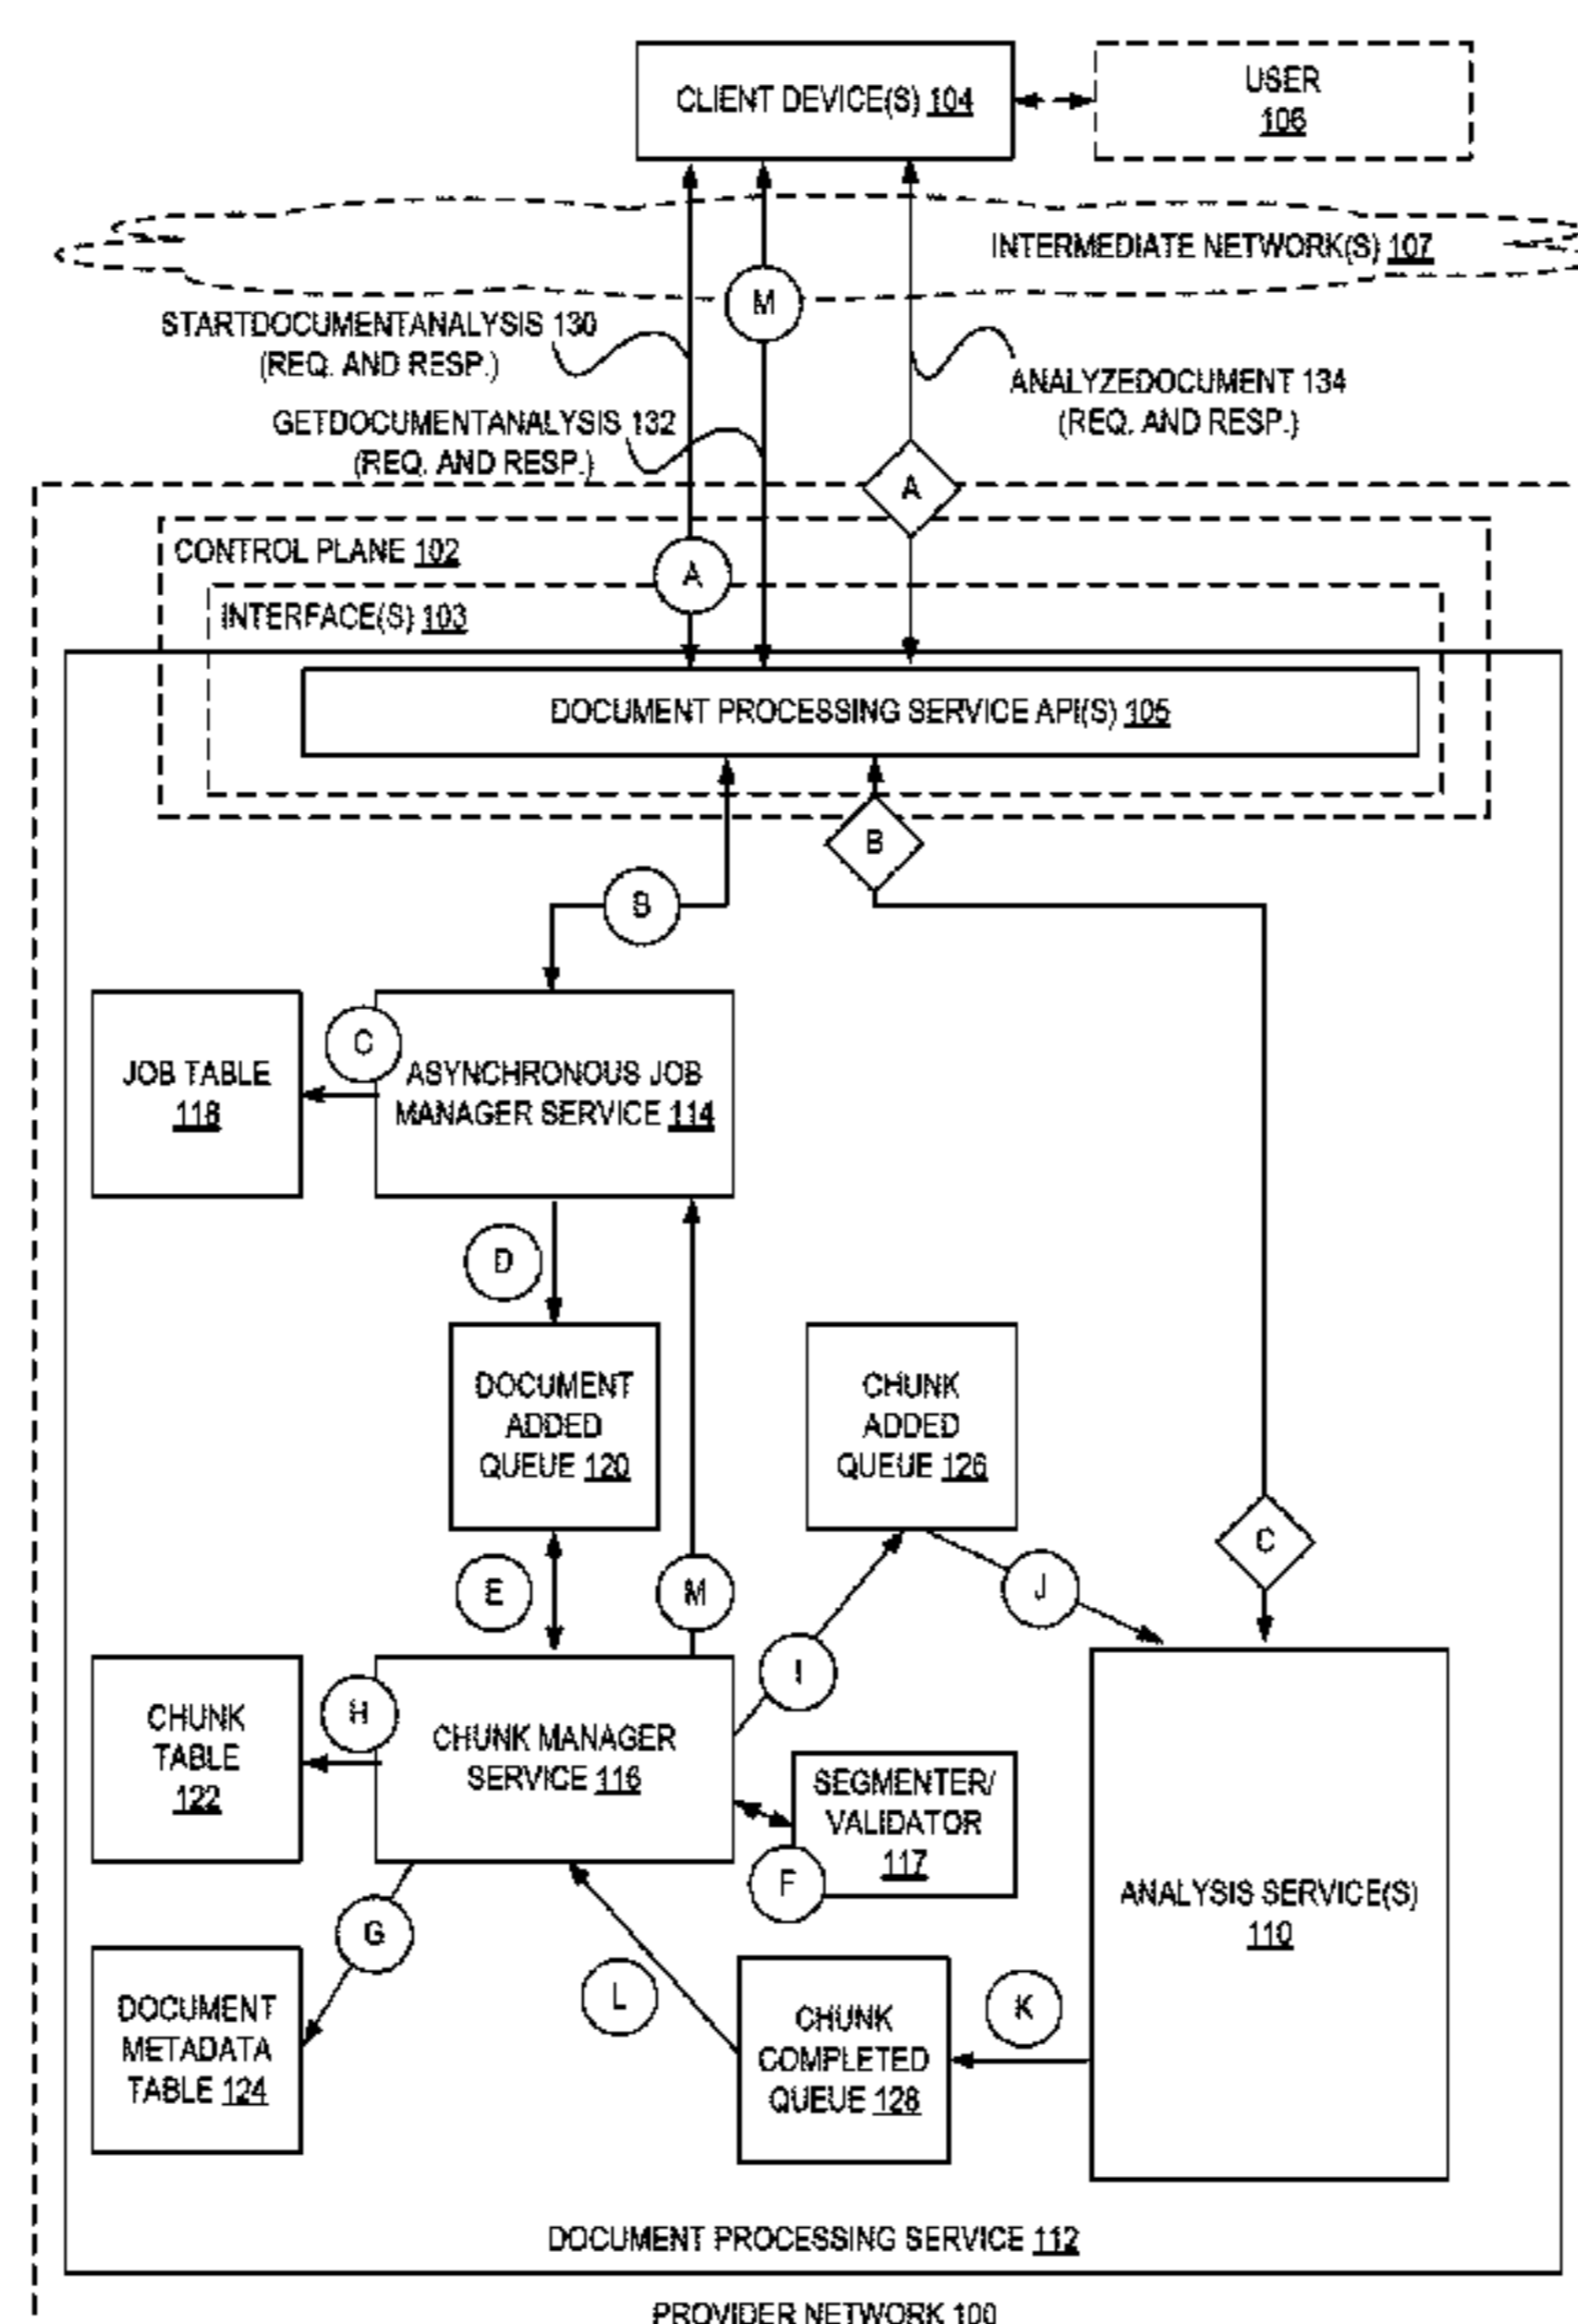 CLIENT DEVICE(S) 104
USER
106
INTERMEDIATE NETWORK(S) 107
M
STARTDOCUMENTANALYSIS 130
(REQ. AND RESP.)
ANALYZEDOCUMENT 134
(REQ. AND RESP.)
GETDOCUMENTANALYSIS 132
(REQ. AND RESP.)
A
CONTROL PLANE 102
A
INTERFACE(S) 103
DOCUMENT PROCESSING SERVICE API(S) 105
B
B
C
JOB TABLE
118
ASYNCHRONOUS JOB
MANAGER SERVICE 114
D
DOCUMENT
ADDED
QUEUE 120
CHUNK
ADDED
QUEUE 126
C
E
M
J
I
H
CHUNK
TABLE
122
CHUNK MANAGER
SERVICE 116
SEGMENTER/
VALIDATOR
117
F
ANALYSIS SERVICE(S)
110
G
L
K
DOCUMENT
METADATA
TABLE 124
CHUNK
COMPLETED
QUEUE 128
DOCUMENT PROCESSING SERVICE 112
PROVIDER NETWORK 100